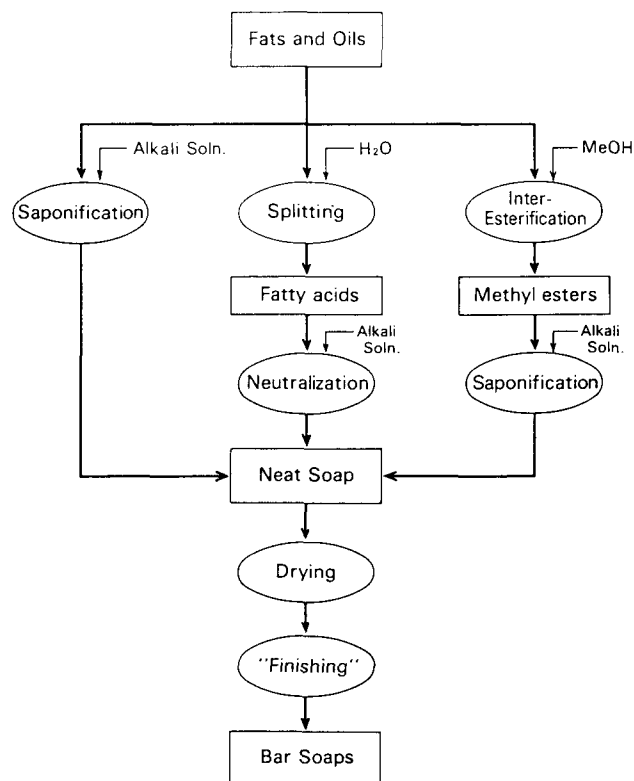 Fats and Oils
Alkali Soln.
H₂O
MeOH
Saponification
Splitting
Inter-
Esterification
Fatty acids
Methyl esters
Alkali
Soln.
Alkali
Soln.
Neutralization
Saponification
Neat Soap
Drying
"Finishing"
Bar Soaps